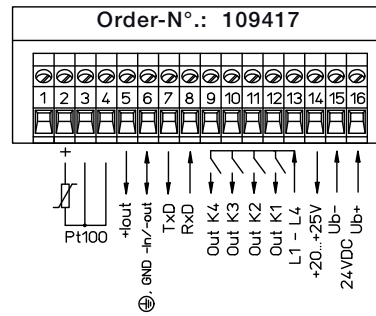 Order-N°.: 109417
1 2 3 4 5 6 7 8 9 10 11 12 13 14 15 16
+
Pt100
+Iout
, GND -In/-out
TxD
RxD
Out K4
Out K3
Out K2
Out K1
L1 - L4
+20...+25V
Ub-
24VDC
Ub+